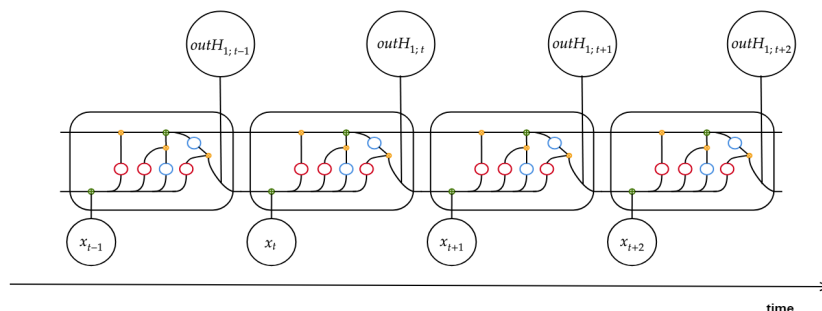 outH₁; ₜ₋₁
outH₁; ₜ
outH₁; ₜ₊₁
outH₁; ₜ₊₂
xₜ₋₁
xₜ
xₜ₊₁
xₜ₊₂
time